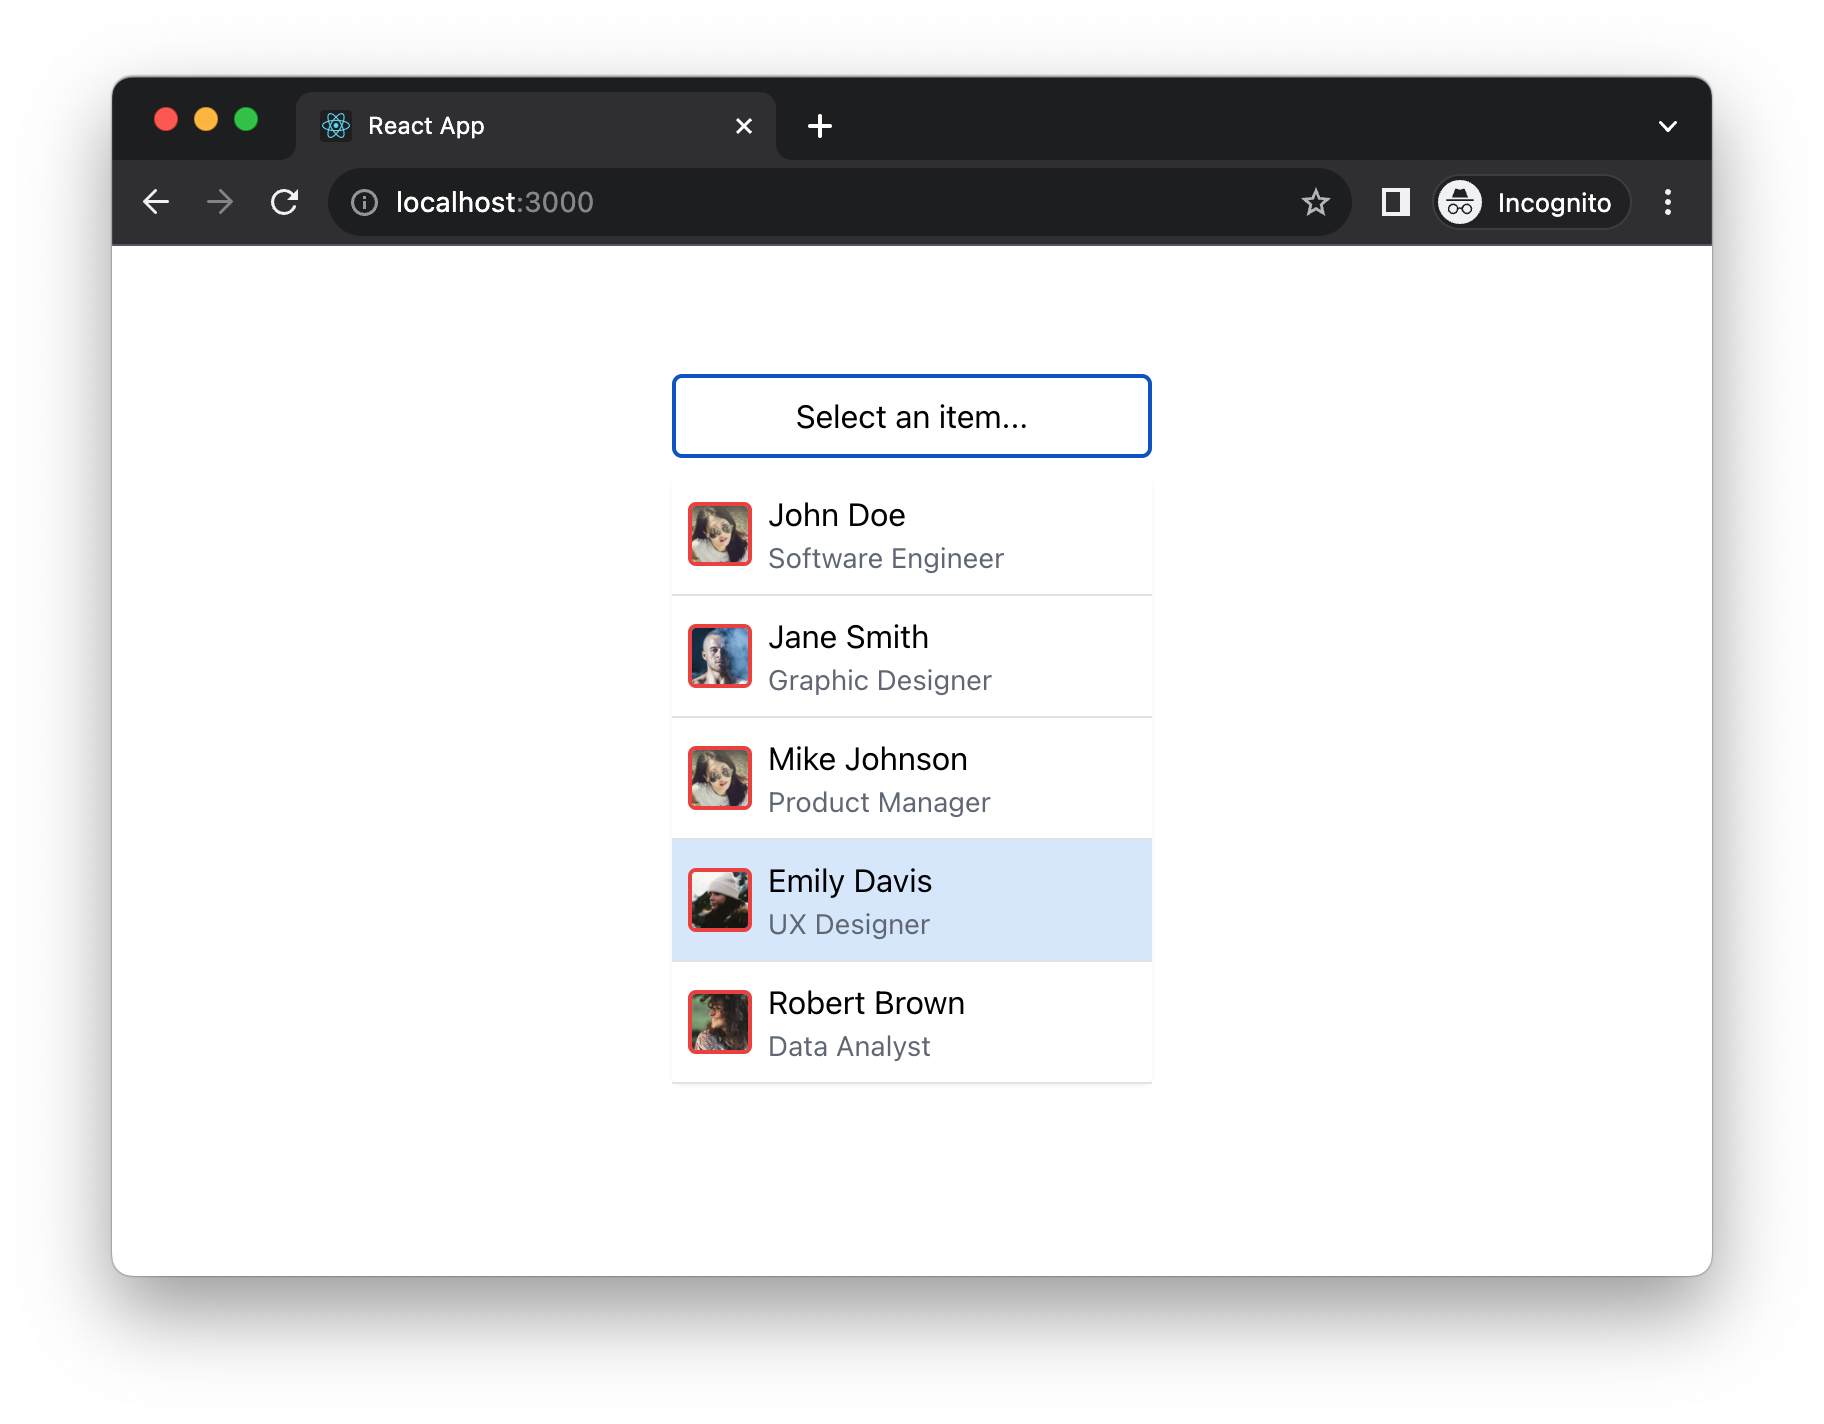 React App
localhost:3000
Incognito
Select an item...
John Doe
Software Engineer
Jane Smith
Graphic Designer
Mike Johnson
Product Manager
Emily Davis
UX Designer
Robert Brown
Data Analyst